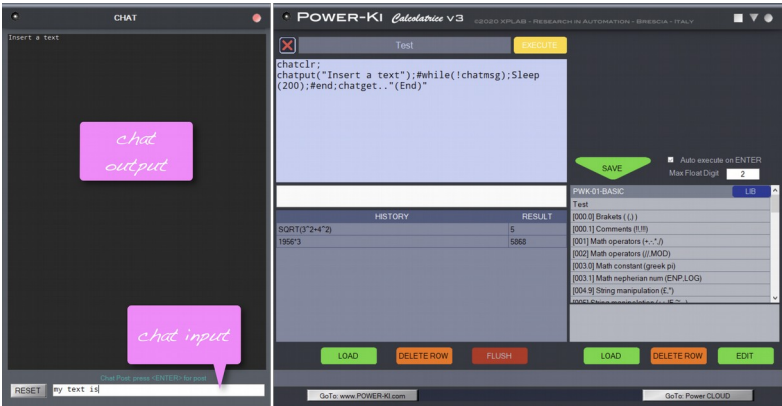 CHAT
Insert a text
chat
output
chat input
Chat Post: press <ENTER> for post
RESET
my text is
POWER-KI Calcolatrice v3 ©2020 XPLAB - RESEARCH IN AUTOMATION - BRESCIA - ITALY
Test
EXECUTE
chatclr;
chatput("Insert a text");#while(!chatmsg);Sleep
(200);#end;chatget.."(End)"
SAVE
Auto execute on ENTER
Max Float Digit 2
HISTORY RESULT
SQRT(3^2+4^2) 5
1956*3 5868
PWK-01-BASIC LIB
Test
[000.0] Brakets ( (,) )
[000.1] Comments (!!,!!!)
[001] Math operators (+,-,*,/)
[002] Math operators (//,MOD)
[003.0] Math constant (greek pi)
[003.1] Math nepherian num (ENP,LOG)
[004.9] String manipulation (£,")
LOAD DELETE ROW FLUSH
LOAD DELETE ROW EDIT
GoTo: www.POWER-KI.com
GoTo: Power CLOUD